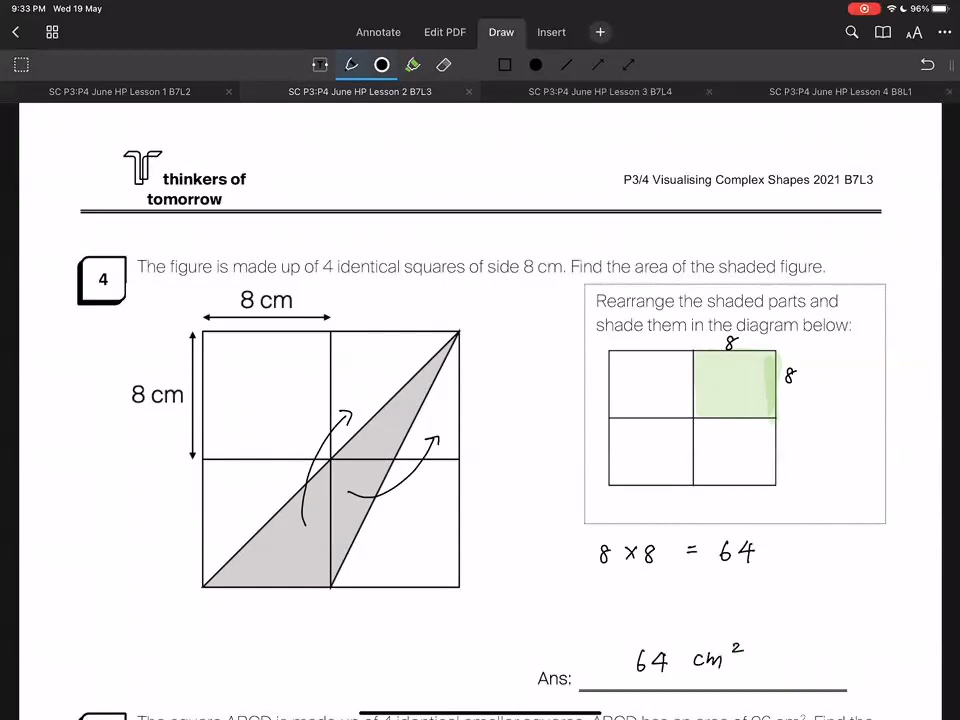 9:33 PM Wed 19 May
96%
Annotate Edit PDF Draw Insert
AA
T
SC P3:P4 June HP Lesson 1 B7L2
SC P3:P4 June HP Lesson 2 B7L3
SC P3:P4 June HP Lesson 3 B7L4
SC P3:P4 June HP Lesson 4 B8L1
thinkers of
tomorrow
P3/4 Visualising Complex Shapes 2021 B7L3
4
The figure is made up of 4 identical squares of side 8 cm. Find the area of the shaded figure.
8 cm
8 cm
Rearrange the shaded parts and
shade them in the diagram below:
8
8
8 × 8 = 64
Ans: 64 cm²